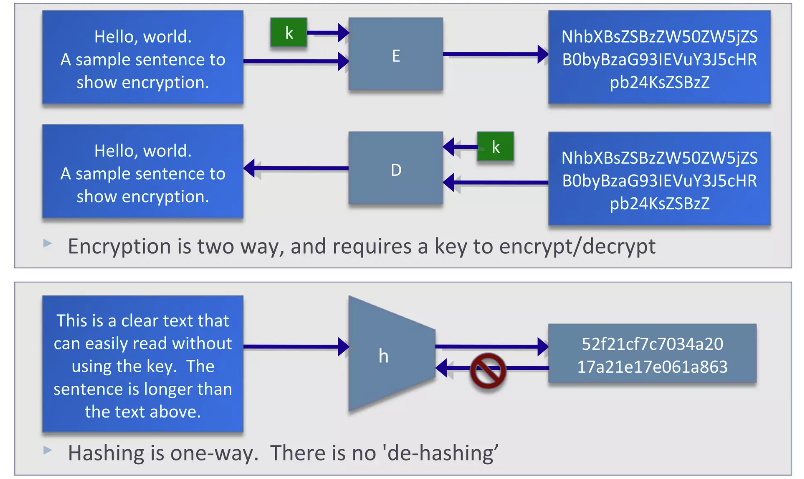 Hello, world.
A sample sentence to
show encryption.
k
E
NhbXBsZSBzZW50ZW5jZS
B0byBzaG93IEVuY3J5cHR
pb24KsZSBzZ
Hello, world.
A sample sentence to
show encryption.
D
k
NhbXBsZSBzZW50ZW5jZS
B0byBzaG93IEVuY3J5cHR
pb24KsZSBzZ
Encryption is two way, and requires a key to encrypt/decrypt
This is a clear text that
can easily read without
using the key.  The
sentence is longer than
the text above.
h
52f21cf7c7034a20
17a21e17e061a863
Hashing is one-way.  There is no 'de-hashing’